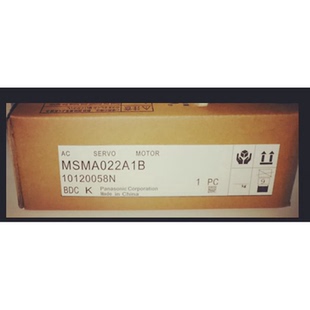 AC SERVO MOTOR
MSMA022A1B
10120058N
1 PC
BDC K Panasonic Corporation
Made in China